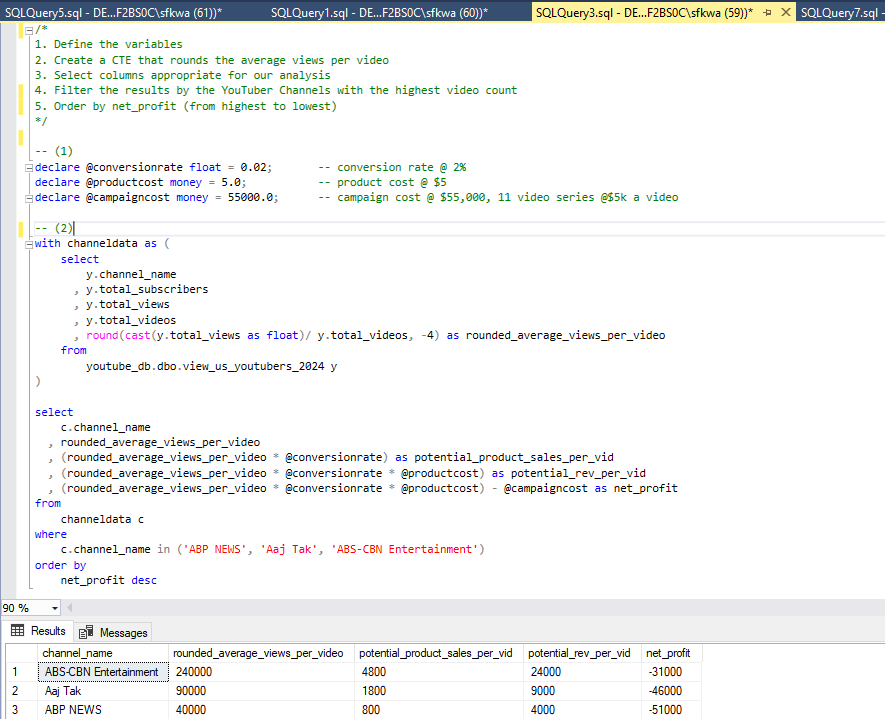 SQLQuery5.sql - DE...F2BS0C\sfkwa (61))* SQLQuery1.sql - DE...F2BS0C\sfkwa (60))* SQLQuery3.sql - DE...F2BS0C\sfkwa (59))* SQLQuery7.sql -
/*
1. Define the variables
2. Create a CTE that rounds the average views per video
3. Select columns appropriate for our analysis
4. Filter the results by the YouTuber Channels with the highest video count
5. Order by net_profit (from highest to lowest)
*/
-- (1)
declare @conversionrate float = 0.02; -- conversion rate @ 2%
declare @productcost money = 5.0; -- product cost @ $5
declare @campaigncost money = 55000.0; -- campaign cost @ $55,000, 11 video series @$5k a video
-- (2)
with channeldata as (
select
y.channel_name
, y.total_subscribers
, y.total_views
, y.total_videos
, round(cast(y.total_views as float)/ y.total_videos, -4) as rounded_average_views_per_video
from
youtube_db.dbo.view_us_youtubers_2024 y
)
select
c.channel_name
, rounded_average_views_per_video
, (rounded_average_views_per_video * @conversionrate) as potential_product_sales_per_vid
, (rounded_average_views_per_video * @conversionrate * @productcost) as potential_rev_per_vid
, (rounded_average_views_per_video * @conversionrate * @productcost) - @campaigncost as net_profit
from
channeldata c
where
c.channel_name in ('ABP NEWS', 'Aaj Tak', 'ABS-CBN Entertainment')
order by
net_profit desc
90 %
Results Messages
channel_name rounded_average_views_per_video potential_product_sales_per_vid potential_rev_per_vid net_profit
1 ABS-CBN Entertainment 240000 4800 24000 -31000
2 Aaj Tak 90000 1800 9000 -46000
3 ABP NEWS 40000 800 4000 -51000